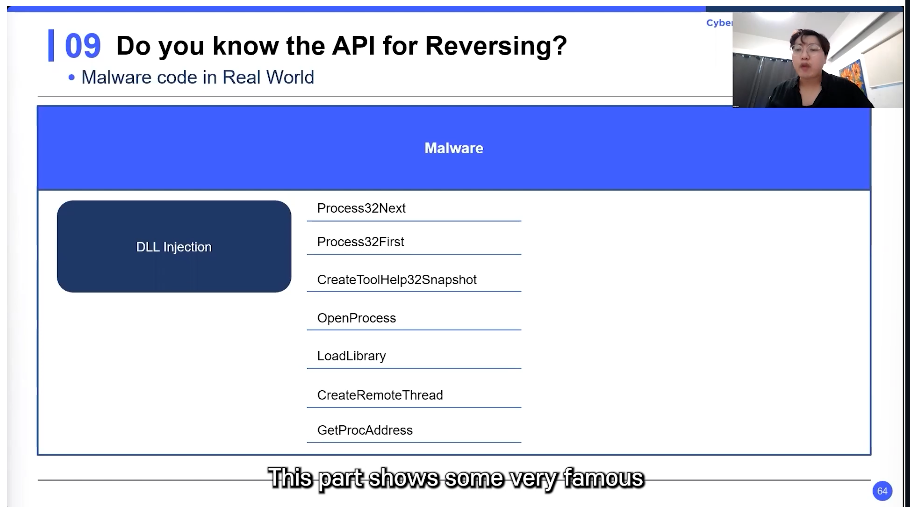 Cyber
09 Do you know the API for Reversing?
• Malware code in Real World
Malware
DLL Injection
Process32Next
Process32First
CreateToolHelp32Snapshot
OpenProcess
LoadLibrary
CreateRemoteThread
GetProcAddress
This part shows some very famous
64